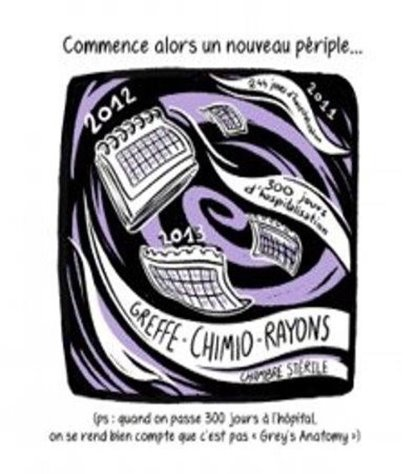 Commence alors un nouveau périple...
2012
244 jours d'hospitalisation
2011
300 jours
d'hospitalisation
2013
GREFFE - CHIMIO - RAYONS
CHAMBRE STÉRILE
(ps : quand on passe 300 jours à l'hôpital,
on se rend bien compte que c'est pas « Grey's Anatomy »)